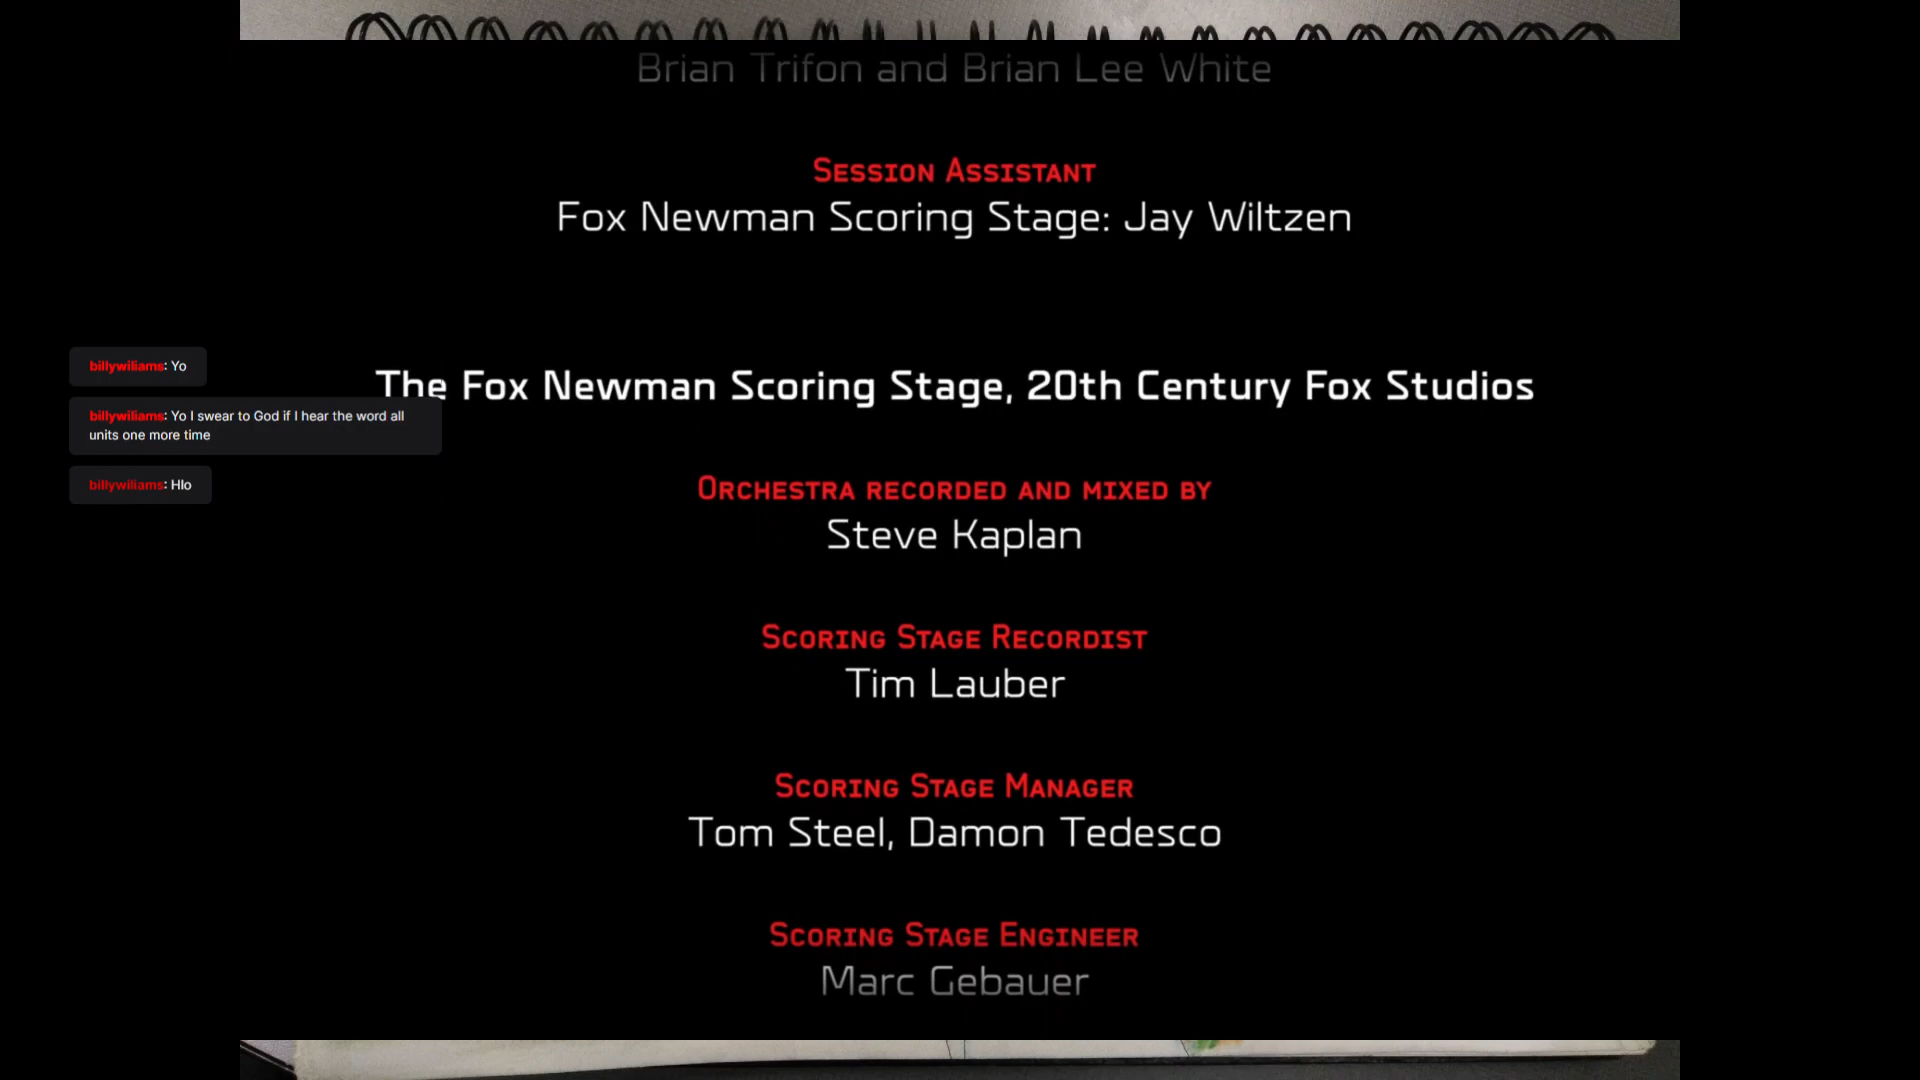 Brian Trifon and Brian Lee White
Session Assistant
Fox Newman Scoring Stage: Jay Wiltzen
billywiliams: Yo
The Fox Newman Scoring Stage, 20th Century Fox Studios
billywiliams: Yo I swear to God if I hear the word all
units one more time
billywiliams: Hlo
Orchestra recorded and mixed by
Steve Kaplan
Scoring Stage Recordist
Tim Lauber
Scoring Stage Manager
Tom Steel, Damon Tedesco
Scoring Stage Engineer
Marc Gebauer